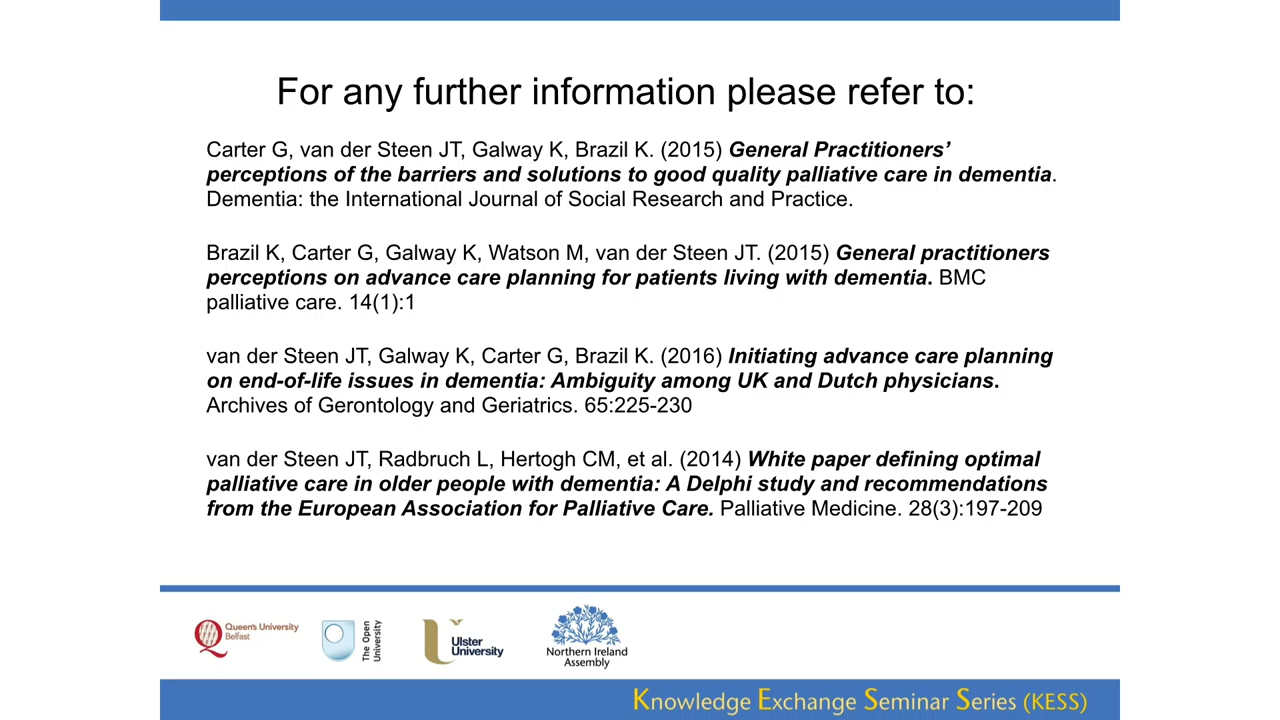 For any further information please refer to:
Carter G, van der Steen JT, Galway K, Brazil K. (2015) General Practitioners’
perceptions of the barriers and solutions to good quality palliative care in dementia.
Dementia: the International Journal of Social Research and Practice.
Brazil K, Carter G, Galway K, Watson M, van der Steen JT. (2015) General practitioners
perceptions on advance care planning for patients living with dementia. BMC
palliative care. 14(1):1
van der Steen JT, Galway K, Carter G, Brazil K. (2016) Initiating advance care planning
on end-of-life issues in dementia: Ambiguity among UK and Dutch physicians.
Archives of Gerontology and Geriatrics. 65:225-230
van der Steen JT, Radbruch L, Hertogh CM, et al. (2014) White paper defining optimal
palliative care in older people with dementia: A Delphi study and recommendations
from the European Association for Palliative Care. Palliative Medicine. 28(3):197-209
Queen's University
Belfast
The Open
University
Ulster
University
Northern Ireland
Assembly
Knowledge Exchange Seminar Series (KESS)